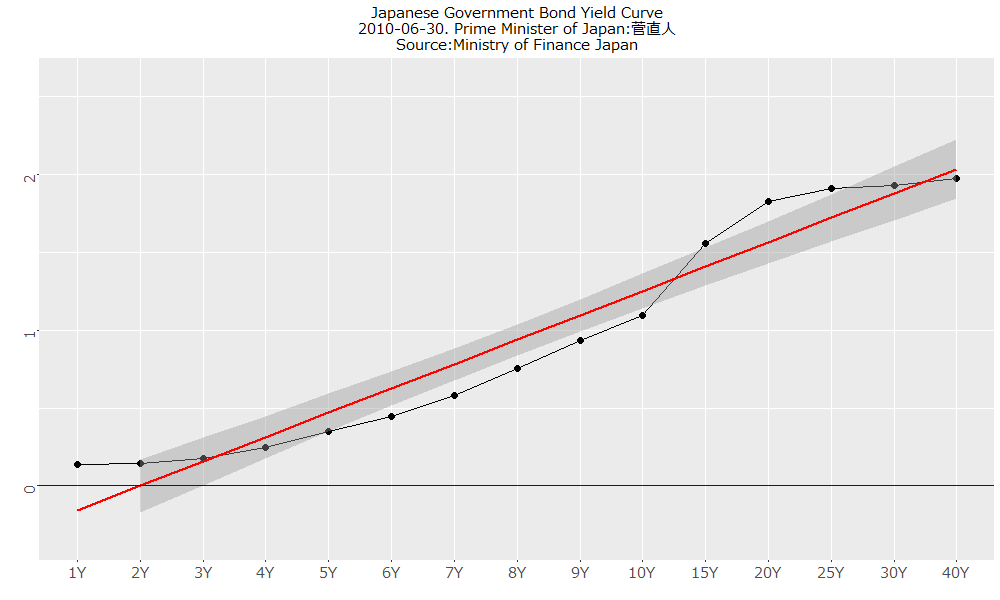 Japanese Government Bond Yield Curve
2010-06-30. Prime Minister of Japan:菅直人
Source:Ministry of Finance Japan
2
1
0
1Y 2Y 3Y 4Y 5Y 6Y 7Y 8Y 9Y 10Y 15Y 20Y 25Y 30Y 40Y